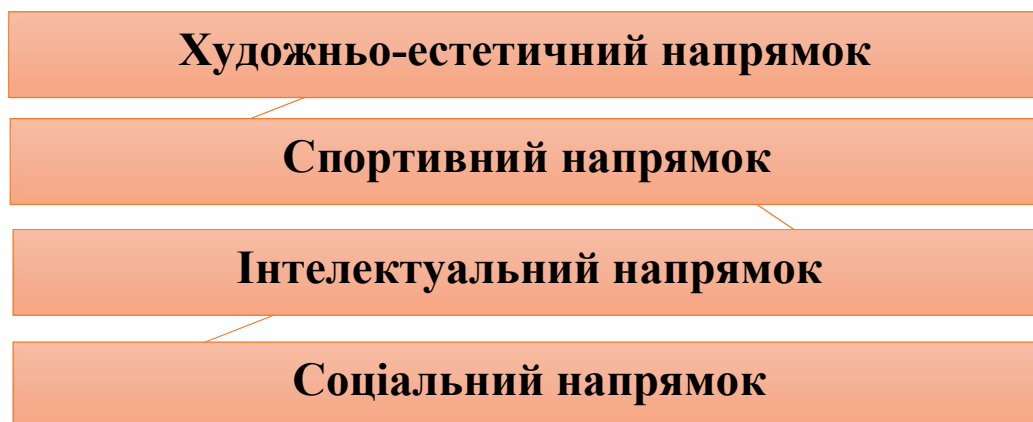 Художньо-естетичний напрямок
Спортивний напрямок
Інтелектуальний напрямок
Соціальний напрямок